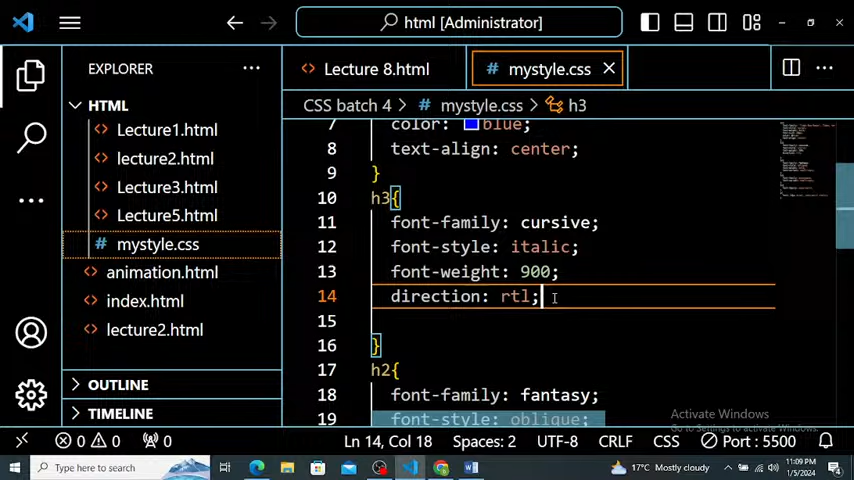 html [Administrator]
EXPLORER
Lecture 8.html
# mystyle.css
HTML
CSS batch 4 > # mystyle.css > h3
Lecture1.html
lecture2.html
Lecture3.html
Lecture5.html
# mystyle.css
animation.html
index.html
lecture2.html
OUTLINE
TIMELINE
7 color: blue;
8 text-align: center;
9 }
10 h3{
11 font-family: cursive;
12 font-style: italic;
13 font-weight: 900;
14 direction: rtl;
15
16 }
17 h2{
18 font-family: fantasy;
19 font-style: oblique;
Activate Windows
Go to Settings to activate Windows.
0 0 0 Ln 14, Col 18 Spaces: 2 UTF-8 CRLF CSS Port : 5500
Type here to search
17°C Mostly cloudy
11:09 PM
1/5/2024
4